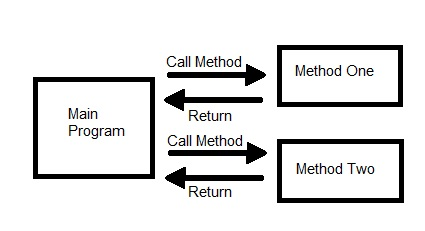 Call Method
Method One
Main
Program
Return
Call Method
Method Two
Return